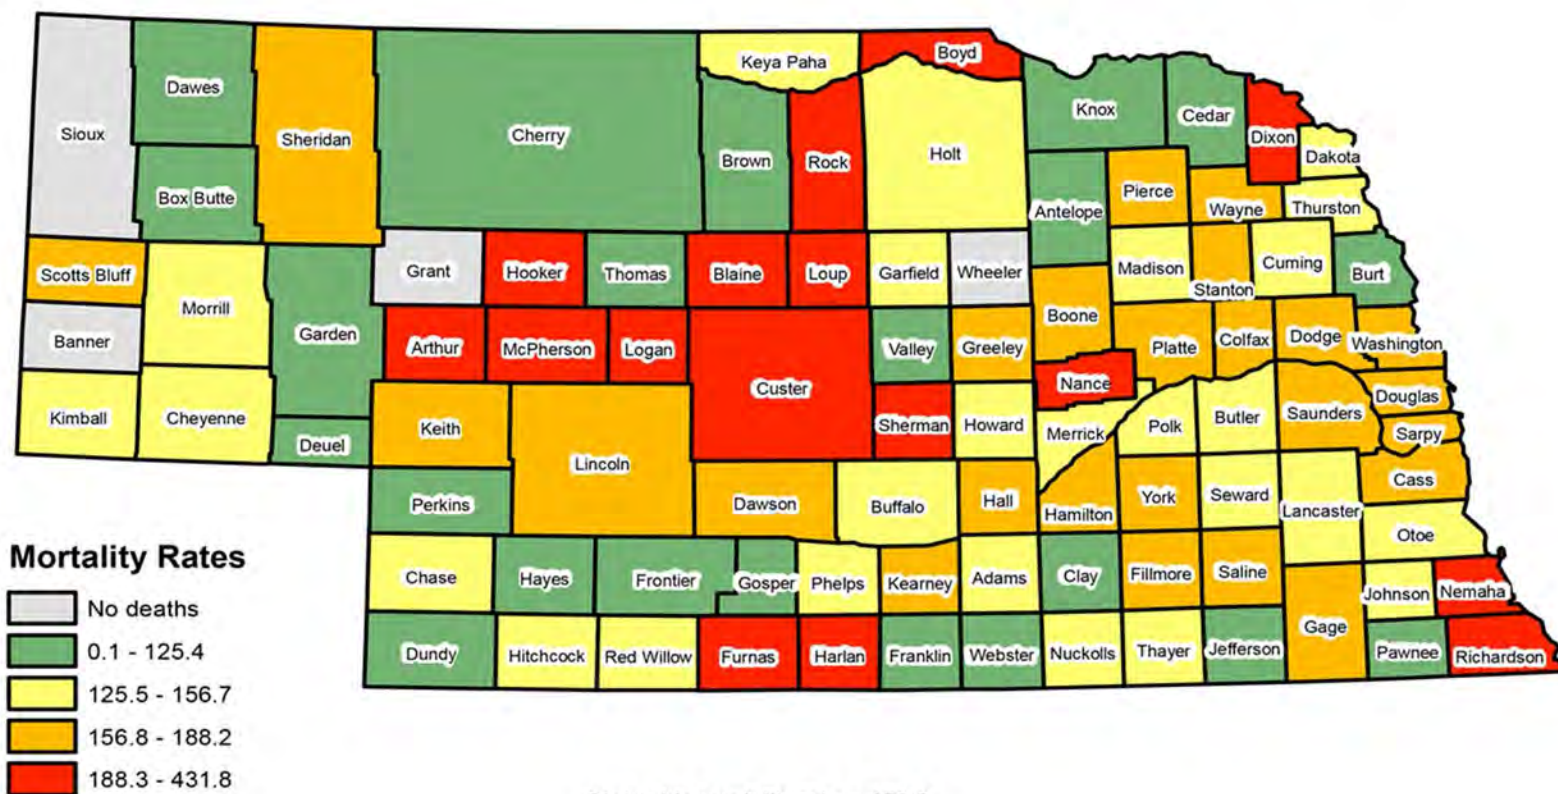 Keya Paha
Boyd
Dawes
Knox
Cedar
Sioux
Sheridan
Cherry
Dixon
Dakota
Brown
Rock
Holt
Box Butte
Pierce
Antelope
Wayne
Thurston
Scotts Bluff
Grant
Hooker
Thomas
Blaine
Loup
Garfield
Wheeler
Madison
Cuming
Burt
Stanton
Morrill
Boone
Banner
Garden
Arthur
McPherson
Logan
Valley
Greeley
Platte
Colfax
Dodge
Washington
Custer
Nance
Kimball
Cheyenne
Douglas
Keith
Sherman
Howard
Merrick
Polk
Butler
Saunders
Sarpy
Deuel
Lincoln
Cass
Perkins
Dawson
Buffalo
Hall
Hamilton
York
Seward
Lancaster
Otoe
Mortality Rates
Chase
Hayes
Frontier
Gosper
Phelps
Kearney
Adams
Clay
Fillmore
Saline
Johnson
Nemaha
No deaths
Gage
0.1 - 125.4
Dundy
Hitchcock
Red Willow
Furnas
Harlan
Franklin
Webster
Nuckolls
Thayer
Jefferson
Pawnee
Richardson
125.5 - 156.7
156.8 - 188.2
188.3 - 431.8